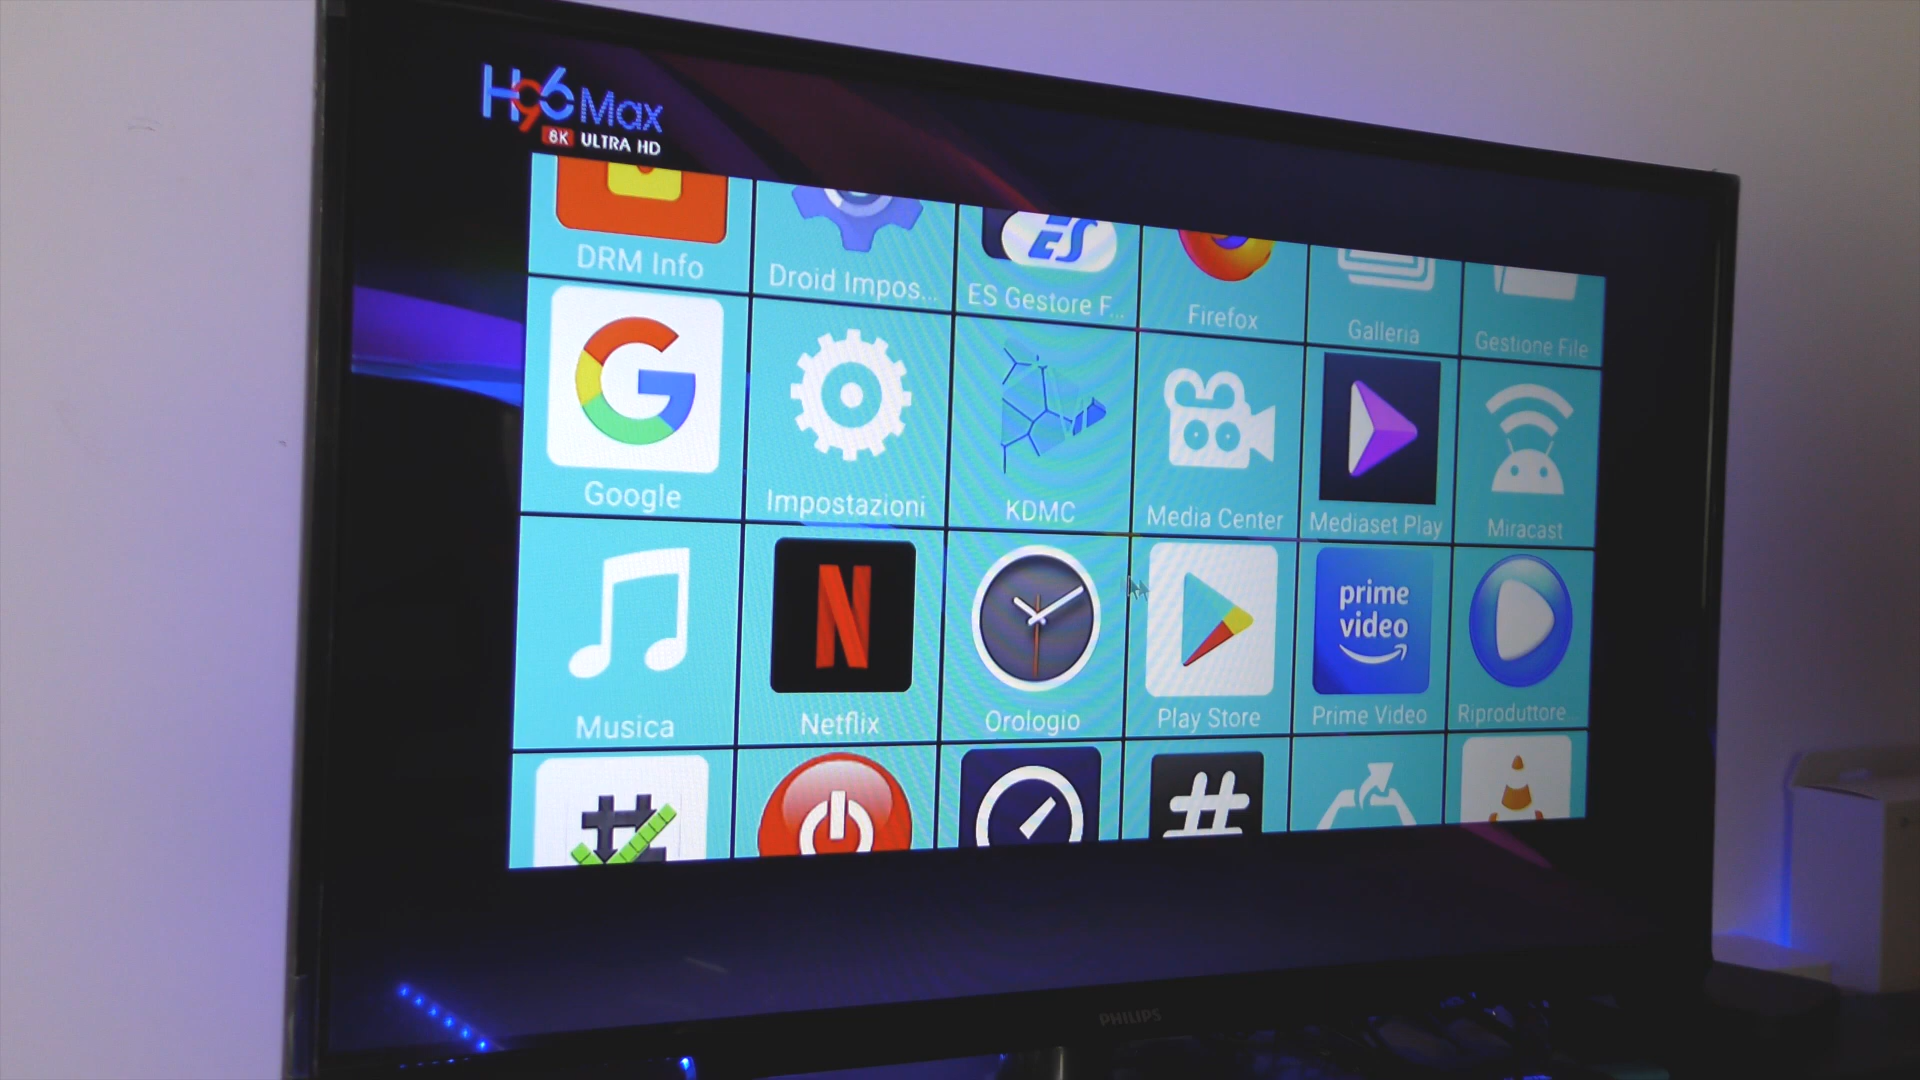 H96 Max
8K ULTRA HD
DRM Info
Droid Impos...
ES
ES Gestore F...
Firefox
Galleria
Gestione File
Google
Impostazioni
KDMC
Media Center
Mediaset Play
Miracast
Musica
Netflix
Orologio
Play Store
prime
video
Prime Video
Riproduttore
PHILIPS